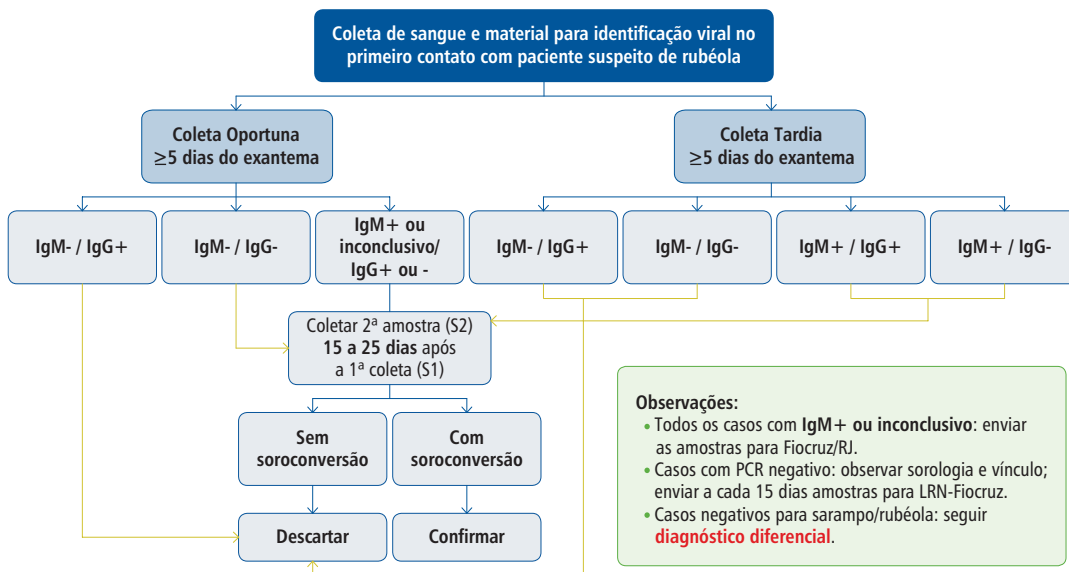 Coleta de sangue e material para identificação viral no
primeiro contato com paciente suspeito de rubéola
Coleta Oportuna
≥5 dias do exantema
Coleta Tardia
≥5 dias do exantema
IgM- / IgG+
IgM- / IgG-
IgM+ ou
inconclusivo/
IgG+ ou -
IgM- / IgG+
IgM- / IgG-
IgM+ / IgG+
IgM+ / IgG-
Coletar 2ª amostra (S2)
15 a 25 dias após
a 1ª coleta (S1)
Sem
soroconversão
Com
soroconversão
Descartar
Confirmar
Observações:
• Todos os casos com IgM+ ou inconclusivo: enviar
as amostras para Fiocruz/RJ.
• Casos com PCR negativo: observar sorologia e vínculo;
enviar a cada 15 dias amostras para LRN-Fiocruz.
• Casos negativos para sarampo/rubéola: seguir
diagnóstico diferencial.